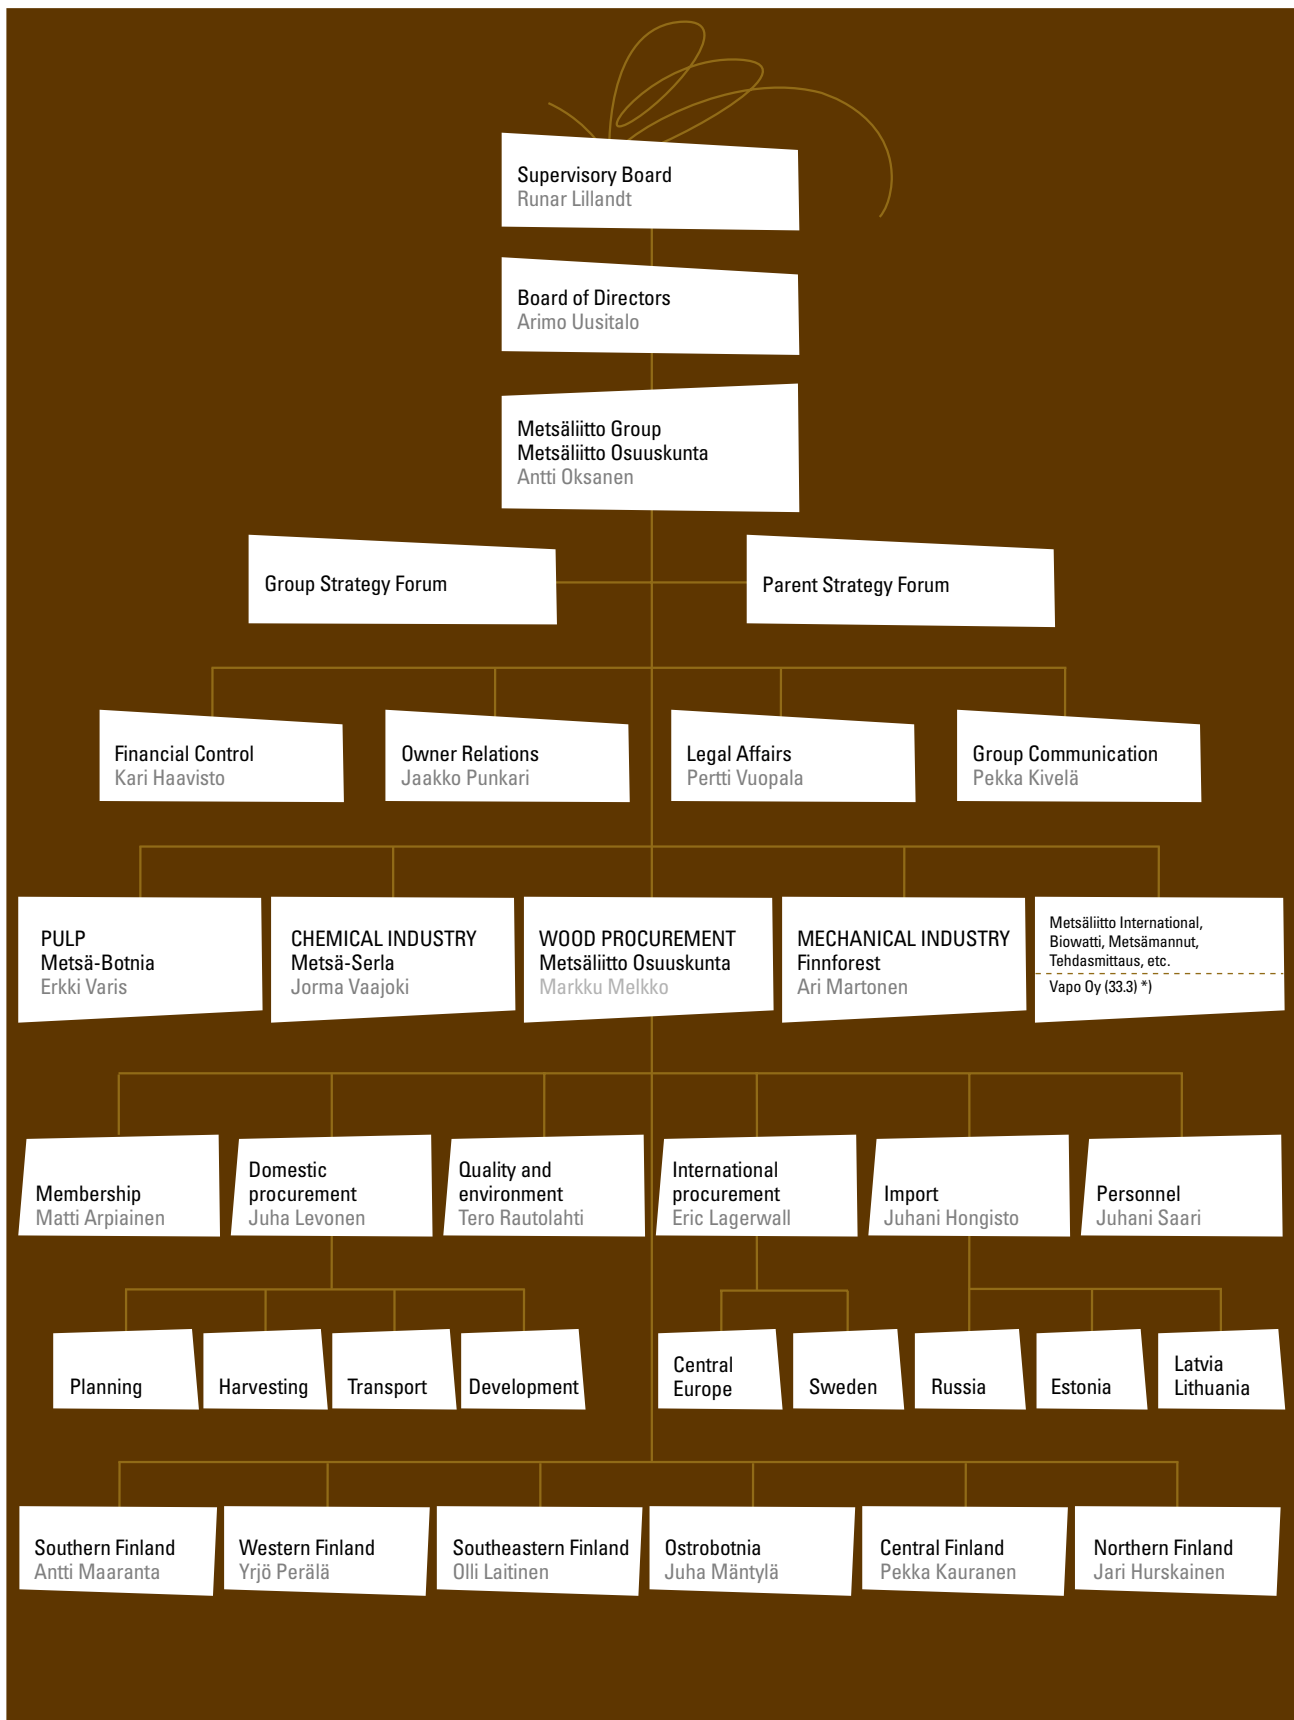 Supervisory Board
Runar Lillandt
Board of Directors
Arimo Uusitalo
Metsäliitto Group
Metsäliitto Osuuskunta
Antti Oksanen
Group Strategy Forum
Parent Strategy Forum
Financial Control
Kari Haavisto
Owner Relations
Jaakko Punkari
Legal Affairs
Pertti Vuopala
Group Communication
Pekka Kivelä
PULP
Metsä-Botnia
Erkki Varis
CHEMICAL INDUSTRY
Metsä-Serla
Jorma Vaajoki
WOOD PROCUREMENT
Metsäliitto Osuuskunta
Markku Melkko
MECHANICAL INDUSTRY
Finnforest
Ari Martonen
Metsäliitto International,
Biowatti, Metsämannut,
Tehdasmittaus, etc.
Vapo Oy (33.3) *)
Membership
Matti Arpiainen
Domestic
procurement
Juha Levonen
Quality and
environment
Tero Rautolahti
International
procurement
Eric Lagerwall
Import
Juhani Hongisto
Personnel
Juhani Saari
Planning
Harvesting
Transport
Development
Central
Europe
Sweden
Russia
Estonia
Latvia
Lithuania
Southern Finland
Antti Maaranta
Western Finland
Yrjö Perälä
Southeastern Finland
Olli Laitinen
Ostrobotnia
Juha Mäntylä
Central Finland
Pekka Kauranen
Northern Finland
Jari Hurskainen